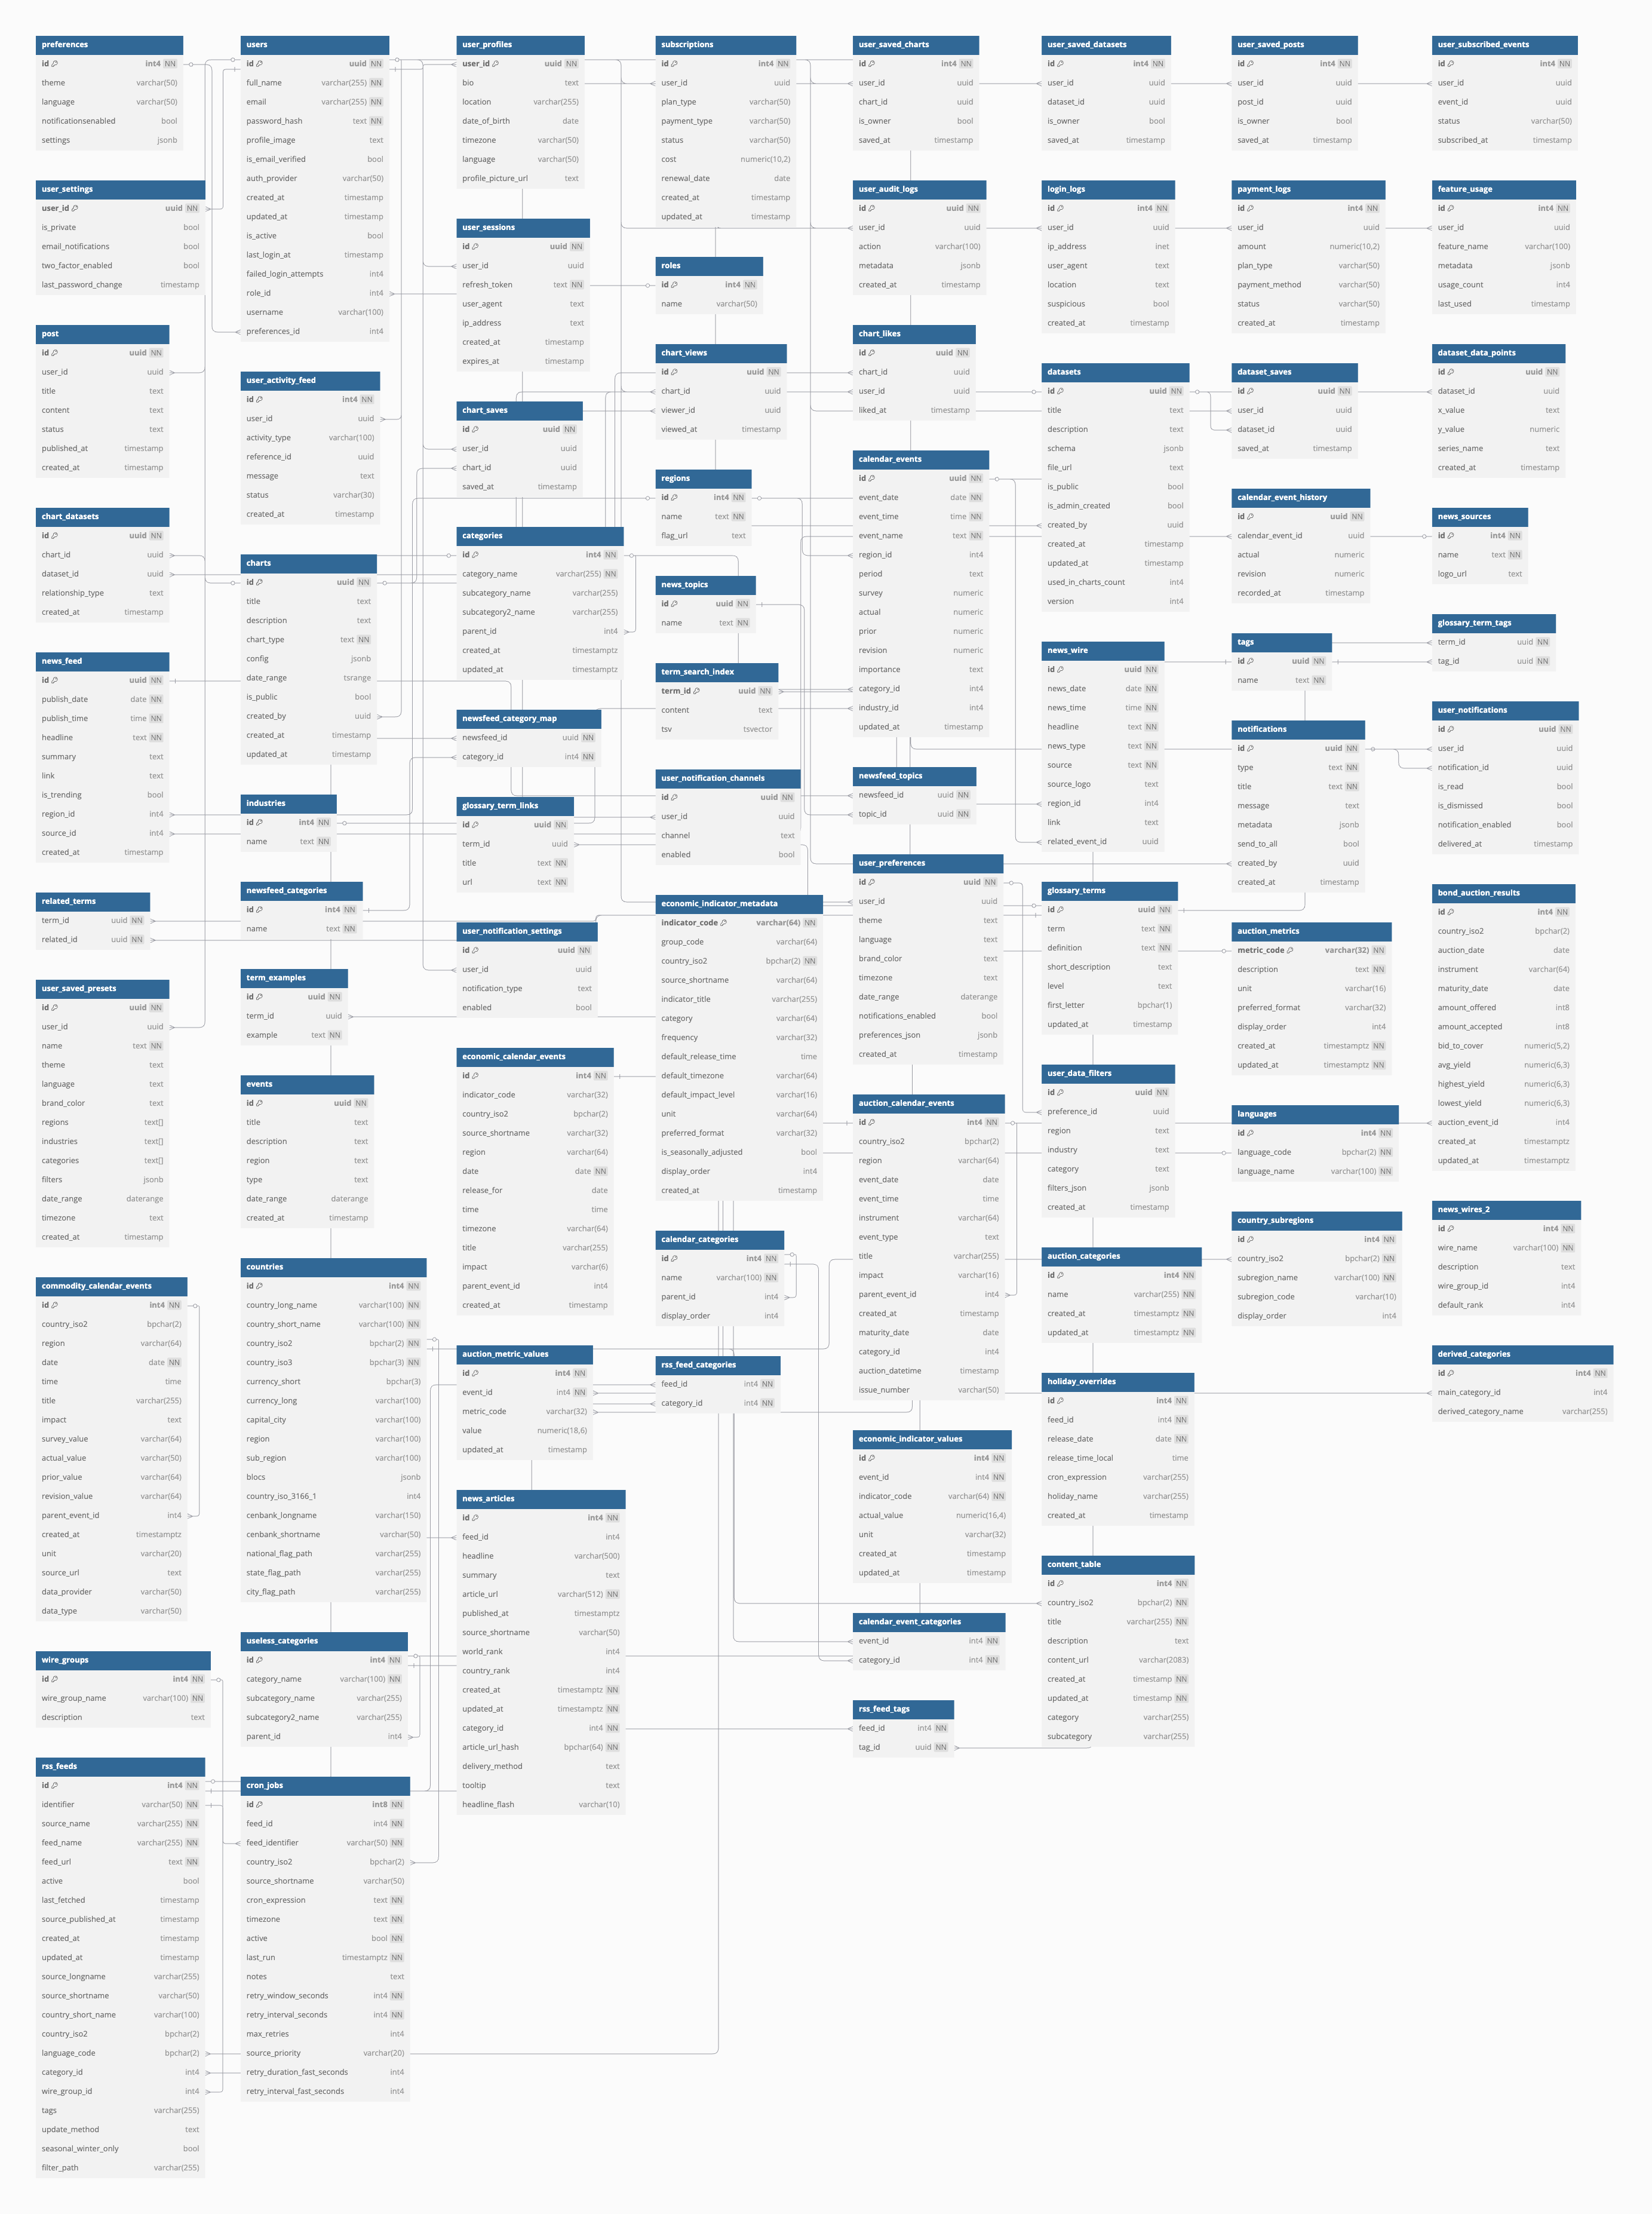 preferences
id int4 NN
theme varchar(50)
language varchar(50)
notificationsenabled bool
settings jsonb
user_settings
user_id uuid NN
is_private bool
email_notifications bool
two_factor_enabled bool
last_password_change timestamp
post
id uuid NN
user_id uuid
title text
content text
status text
published_at timestamp
created_at timestamp
chart_datasets
id uuid NN
chart_id uuid
dataset_id uuid
relationship_type text
created_at timestamp
news_feed
id uuid NN
publish_date date NN
publish_time time NN
headline text NN
summary text
link text
is_trending bool
region_id int4
source_id int4
created_at timestamp
related_terms
term_id uuid NN
related_id uuid NN
user_saved_presets
id uuid NN
user_id uuid
name text NN
theme text
language text
brand_color text
regions text[]
industries text[]
categories text[]
filters jsonb
date_range daterange
timezone text
created_at timestamp
commodity_calendar_events
id int4 NN
country_iso2 bpchar(2)
region varchar(64)
date date NN
time time
title varchar(255)
impact text
survey_value varchar(64)
actual_value varchar(50)
prior_value varchar(64)
revision_value varchar(64)
parent_event_id int4
created_at timestamptz
unit varchar(20)
source_url text
data_provider varchar(50)
data_type varchar(50)
wire_groups
id int4 NN
wire_group_name varchar(100) NN
description text
rss_feeds
id int4 NN
identifier varchar(50) NN
source_name varchar(255) NN
feed_name varchar(255) NN
feed_url text NN
active bool
last_fetched timestamp
source_published_at timestamp
created_at timestamp
updated_at timestamp
source_longname varchar(255)
source_shortname varchar(50)
country_short_name varchar(100)
country_iso2 bpchar(2)
language_code bpchar(2)
category_id int4
wire_group_id int4
tags varchar(255)
update_method text
seasonal_winter_only bool
filter_path varchar(255)
users
id uuid NN
full_name varchar(255) NN
email varchar(255) NN
password_hash text NN
profile_image text
is_email_verified bool
auth_provider varchar(50)
created_at timestamp
updated_at timestamp
is_active bool
last_login_at timestamp
failed_login_attempts int4
role_id int4
username varchar(100)
preferences_id int4
user_activity_feed
id int4 NN
user_id uuid
activity_type varchar(100)
reference_id uuid
message text
status varchar(30)
created_at timestamp
charts
id uuid NN
title text
description text
chart_type text NN
config jsonb
date_range tsrange
is_public bool
created_by uuid
created_at timestamp
updated_at timestamp
industries
id int4 NN
name text NN
newsfeed_categories
id int4 NN
name text NN
term_examples
id uuid NN
term_id uuid
example text NN
events
id uuid NN
title text
description text
region text
type text
date_range daterange
created_at timestamp
countries
id int4 NN
country_long_name varchar(100) NN
country_short_name varchar(100) NN
country_iso2 bpchar(2) NN
country_iso3 bpchar(3) NN
currency_short bpchar(3)
currency_long varchar(100)
capital_city varchar(100)
region varchar(100)
sub_region varchar(100)
blocs jsonb
country_iso_3166_1 int4
cenbank_longname varchar(150)
cenbank_shortname varchar(50)
national_flag_path varchar(255)
state_flag_path varchar(255)
city_flag_path varchar(255)
useless_categories
id int4 NN
category_name varchar(100) NN
subcategory_name varchar(255)
subcategory2_name varchar(255)
parent_id int4
cron_jobs
id int8 NN
feed_id int4 NN
feed_identifier varchar(50) NN
country_iso2 bpchar(2)
source_shortname varchar(50)
cron_expression text NN
timezone text NN
active bool NN
last_run timestamptz NN
notes text
retry_window_seconds int4 NN
retry_interval_seconds int4 NN
max_retries int4
source_priority varchar(20)
retry_duration_fast_seconds int4
retry_interval_fast_seconds int4
user_profiles
user_id uuid NN
bio text
location varchar(255)
date_of_birth date
timezone varchar(50)
language varchar(50)
profile_picture_url text
user_sessions
id uuid NN
user_id uuid
refresh_token text NN
user_agent text
ip_address text
created_at timestamp
expires_at timestamp
chart_saves
id uuid NN
user_id uuid
chart_id uuid
saved_at timestamp
categories
id int4 NN
category_name varchar(255) NN
subcategory_name varchar(255)
subcategory2_name varchar(255)
parent_id int4
created_at timestamptz
updated_at timestamptz
newsfeed_category_map
newsfeed_id uuid NN
category_id int4 NN
glossary_term_links
id uuid NN
term_id uuid
title text NN
url text NN
user_notification_settings
id uuid NN
user_id uuid
notification_type text
enabled bool
economic_calendar_events
id int4 NN
indicator_code varchar(32)
country_iso2 bpchar(2)
source_shortname varchar(32)
region varchar(64)
date date NN
release_for date
time time
timezone varchar(64)
title varchar(255)
impact varchar(6)
parent_event_id int4
created_at timestamp
auction_metric_values
id int4 NN
event_id int4 NN
metric_code varchar(32)
value numeric(18,6)
updated_at timestamp
news_articles
id int4 NN
feed_id int4
headline varchar(500)
summary text
article_url varchar(512) NN
published_at timestamptz
source_shortname varchar(50)
world_rank int4
country_rank int4
created_at timestamptz NN
updated_at timestamptz NN
category_id int4 NN
article_url_hash bpchar(64) NN
delivery_method text
tooltip text
headline_flash varchar(10)
subscriptions
id int4 NN
user_id uuid
plan_type varchar(50)
payment_type varchar(50)
status varchar(50)
cost numeric(10,2)
renewal_date date
created_at timestamp
updated_at timestamp
roles
id int4 NN
name varchar(50)
chart_views
id uuid NN
chart_id uuid
viewer_id uuid
viewed_at timestamp
regions
id int4 NN
name text NN
flag_url text
news_topics
id uuid NN
name text NN
term_search_index
term_id uuid NN
content text
tsv tsvector
user_notification_channels
id uuid NN
user_id uuid
channel text
enabled bool
economic_indicator_metadata
indicator_code varchar(64) NN
group_code varchar(64)
country_iso2 bpchar(2) NN
source_shortname varchar(64)
indicator_title varchar(255)
category varchar(64)
frequency varchar(32)
default_release_time time
default_timezone varchar(64)
default_impact_level varchar(16)
unit varchar(64)
preferred_format varchar(32)
is_seasonally_adjusted bool
display_order int4
created_at timestamp
calendar_categories
id int4 NN
name varchar(100) NN
parent_id int4
display_order int4
rss_feed_categories
feed_id int4 NN
category_id int4 NN
user_saved_charts
id int4 NN
user_id uuid
chart_id uuid
is_owner bool
saved_at timestamp
user_audit_logs
id uuid NN
user_id uuid
action varchar(100)
metadata jsonb
created_at timestamp
chart_likes
id uuid NN
chart_id uuid
user_id uuid
liked_at timestamp
calendar_events
id uuid NN
event_date date NN
event_time time NN
event_name text NN
region_id int4
period text
survey numeric
actual numeric
prior numeric
revision numeric
importance text
category_id int4
industry_id int4
updated_at timestamp
newsfeed_topics
newsfeed_id uuid NN
topic_id uuid NN
user_preferences
id uuid NN
user_id uuid
theme text
language text
brand_color text
timezone text
date_range daterange
notifications_enabled bool
preferences_json jsonb
created_at timestamp
auction_calendar_events
id int4 NN
country_iso2 bpchar(2)
region varchar(64)
event_date date
event_time time
instrument varchar(64)
event_type text
title varchar(255)
impact varchar(16)
parent_event_id int4
created_at timestamp
maturity_date date
category_id int4
auction_datetime timestamp
issue_number varchar(50)
economic_indicator_values
id int4 NN
event_id int4 NN
indicator_code varchar(64) NN
actual_value numeric(16,4)
unit varchar(32)
created_at timestamp
updated_at timestamp
calendar_event_categories
event_id int4 NN
category_id int4 NN
rss_feed_tags
feed_id int4 NN
tag_id uuid NN
user_saved_datasets
id int4 NN
user_id uuid
dataset_id uuid
is_owner bool
saved_at timestamp
login_logs
id int4 NN
user_id uuid
ip_address inet
user_agent text
location text
suspicious bool
created_at timestamp
datasets
id uuid NN
title text
description text
schema jsonb
file_url text
is_public bool
is_admin_created bool
created_by uuid
created_at timestamp
updated_at timestamp
used_in_charts_count int4
version int4
news_wire
id uuid NN
news_date date NN
news_time time NN
headline text NN
news_type text NN
source text NN
source_logo text
region_id int4
link text
related_event_id uuid
glossary_terms
id uuid NN
term text NN
definition text NN
short_description text
level text
first_letter bpchar(1)
updated_at timestamp
user_data_filters
id uuid NN
preference_id uuid
region text
industry text
category text
filters_json jsonb
created_at timestamp
auction_categories
id int4 NN
name varchar(255) NN
created_at timestamptz NN
updated_at timestamptz NN
holiday_overrides
id int4 NN
feed_id int4 NN
release_date date NN
release_time_local time
cron_expression varchar(255)
holiday_name varchar(255)
created_at timestamp
content_table
id int4 NN
country_iso2 bpchar(2) NN
title varchar(255) NN
description text
content_url varchar(2083)
created_at timestamp NN
updated_at timestamp NN
category varchar(255)
subcategory varchar(255)
user_saved_posts
id int4 NN
user_id uuid
post_id uuid
is_owner bool
saved_at timestamp
payment_logs
id int4 NN
user_id uuid
amount numeric(10,2)
plan_type varchar(50)
payment_method varchar(50)
status varchar(50)
created_at timestamp
dataset_saves
id uuid NN
user_id uuid
dataset_id uuid
saved_at timestamp
calendar_event_history
id uuid NN
calendar_event_id uuid
actual numeric
revision numeric
recorded_at timestamp
tags
id uuid NN
name text NN
notifications
id uuid NN
type text NN
title text NN
message text
metadata jsonb
send_to_all bool
created_by uuid
created_at timestamp
auction_metrics
metric_code varchar(32) NN
description text NN
unit varchar(16)
preferred_format varchar(32)
display_order int4
created_at timestamptz NN
updated_at timestamptz NN
languages
id int4 NN
language_code bpchar(2) NN
language_name varchar(100) NN
country_subregions
id int4 NN
country_iso2 bpchar(2) NN
subregion_name varchar(100) NN
subregion_code varchar(10)
display_order int4
user_subscribed_events
id int4 NN
user_id uuid
event_id uuid
status varchar(50)
subscribed_at timestamp
feature_usage
id int4 NN
user_id uuid
feature_name varchar(100)
metadata jsonb
usage_count int4
last_used timestamp
dataset_data_points
id uuid NN
dataset_id uuid
x_value text
y_value numeric
series_name text
created_at timestamp
news_sources
id int4 NN
name text NN
logo_url text
glossary_term_tags
term_id uuid NN
tag_id uuid NN
user_notifications
id uuid NN
user_id uuid
notification_id uuid
is_read bool
is_dismissed bool
notification_enabled bool
delivered_at timestamp
bond_auction_results
id int4 NN
country_iso2 bpchar(2)
auction_date date
instrument varchar(64)
maturity_date date
amount_offered int8
amount_accepted int8
bid_to_cover numeric(5,2)
avg_yield numeric(6,3)
highest_yield numeric(6,3)
lowest_yield numeric(6,3)
auction_event_id int4
created_at timestamptz
updated_at timestamptz
news_wires_2
id int4 NN
wire_name varchar(100) NN
description text
wire_group_id int4
default_rank int4
derived_categories
id int4 NN
main_category_id int4
derived_category_name varchar(255)